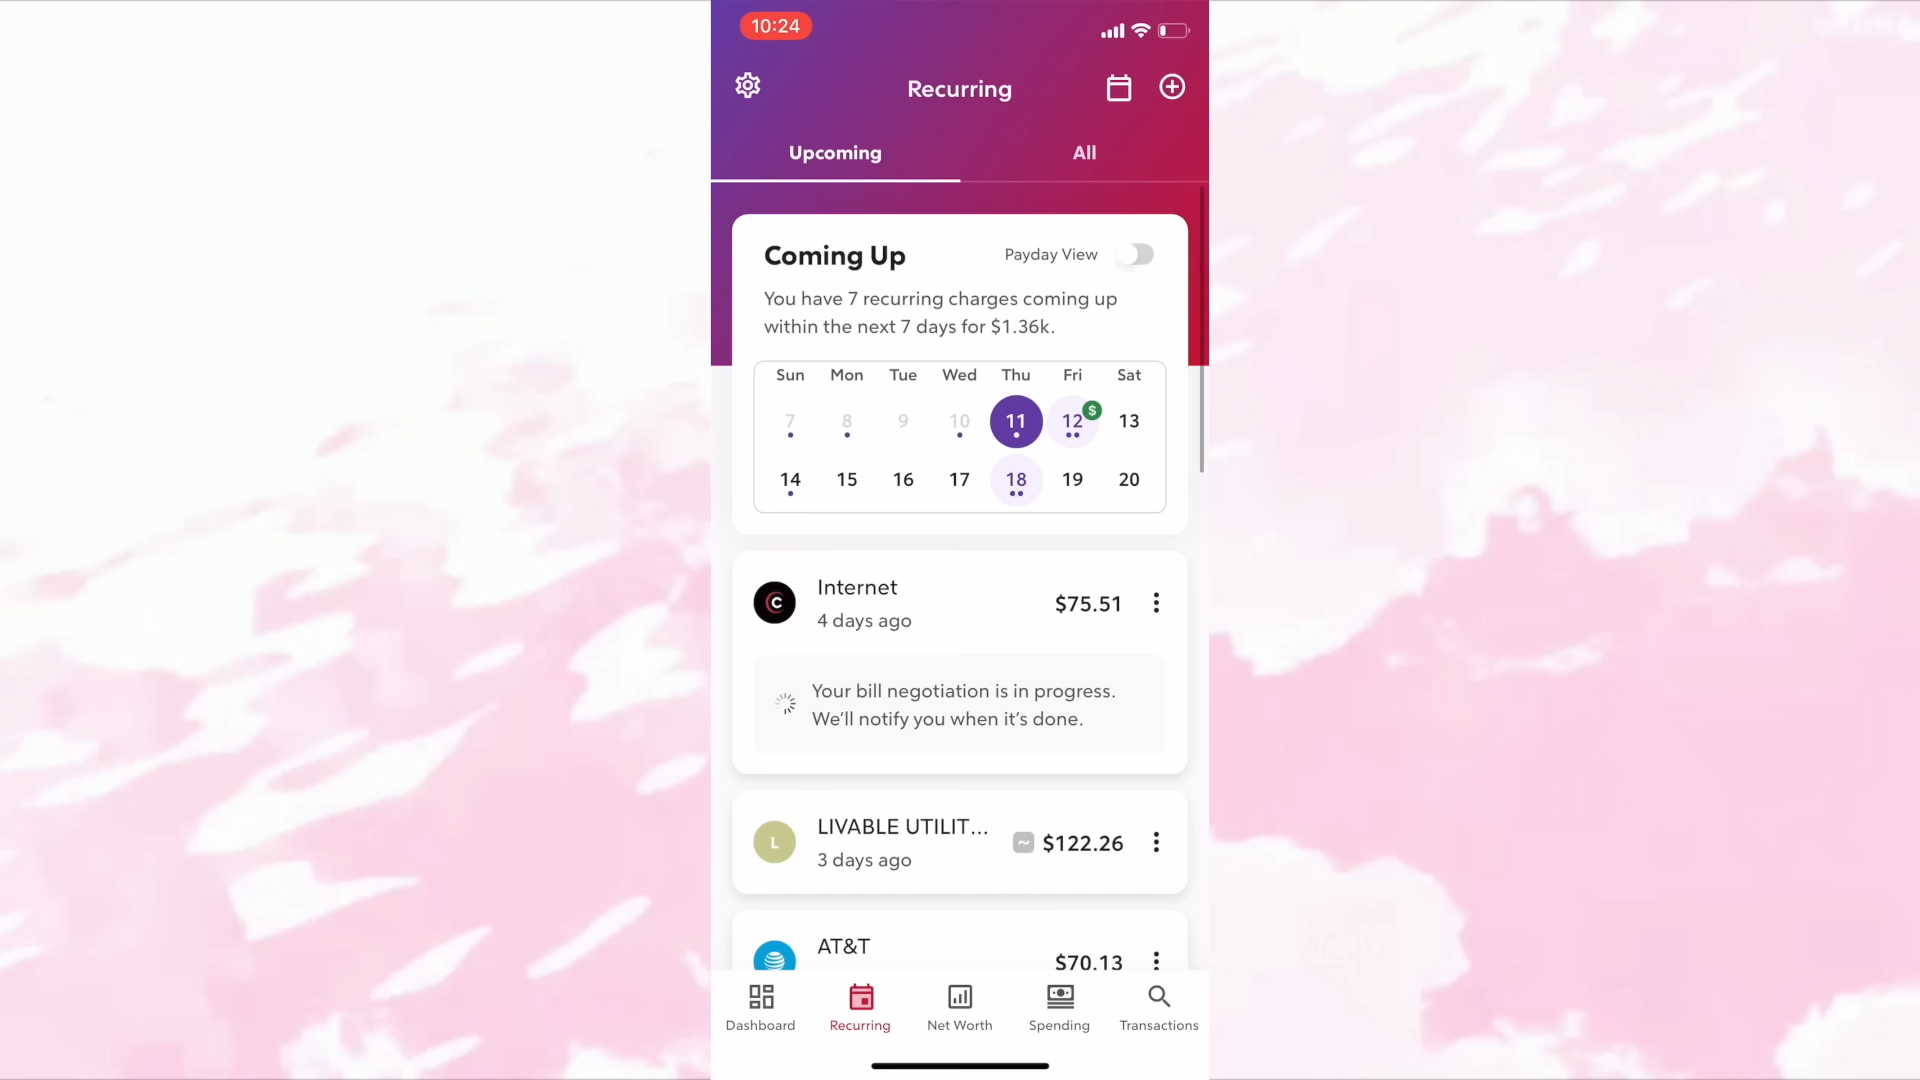 10:24
Recurring
Upcoming
All
Coming Up
Payday View
You have 7 recurring charges coming up
within the next 7 days for $1.36k.
Sun Mon Tue Wed Thu Fri Sat
7 8 9 10 11 12 $ 13
14 15 16 17 18 19 20
C
Internet
$75.51
4 days ago
Your bill negotiation is in progress.
We'll notify you when it's done.
L
LIVABLE UTILIT...
~ $122.26
3 days ago
AT&T
$70.13
Dashboard Recurring Net Worth Spending Transactions